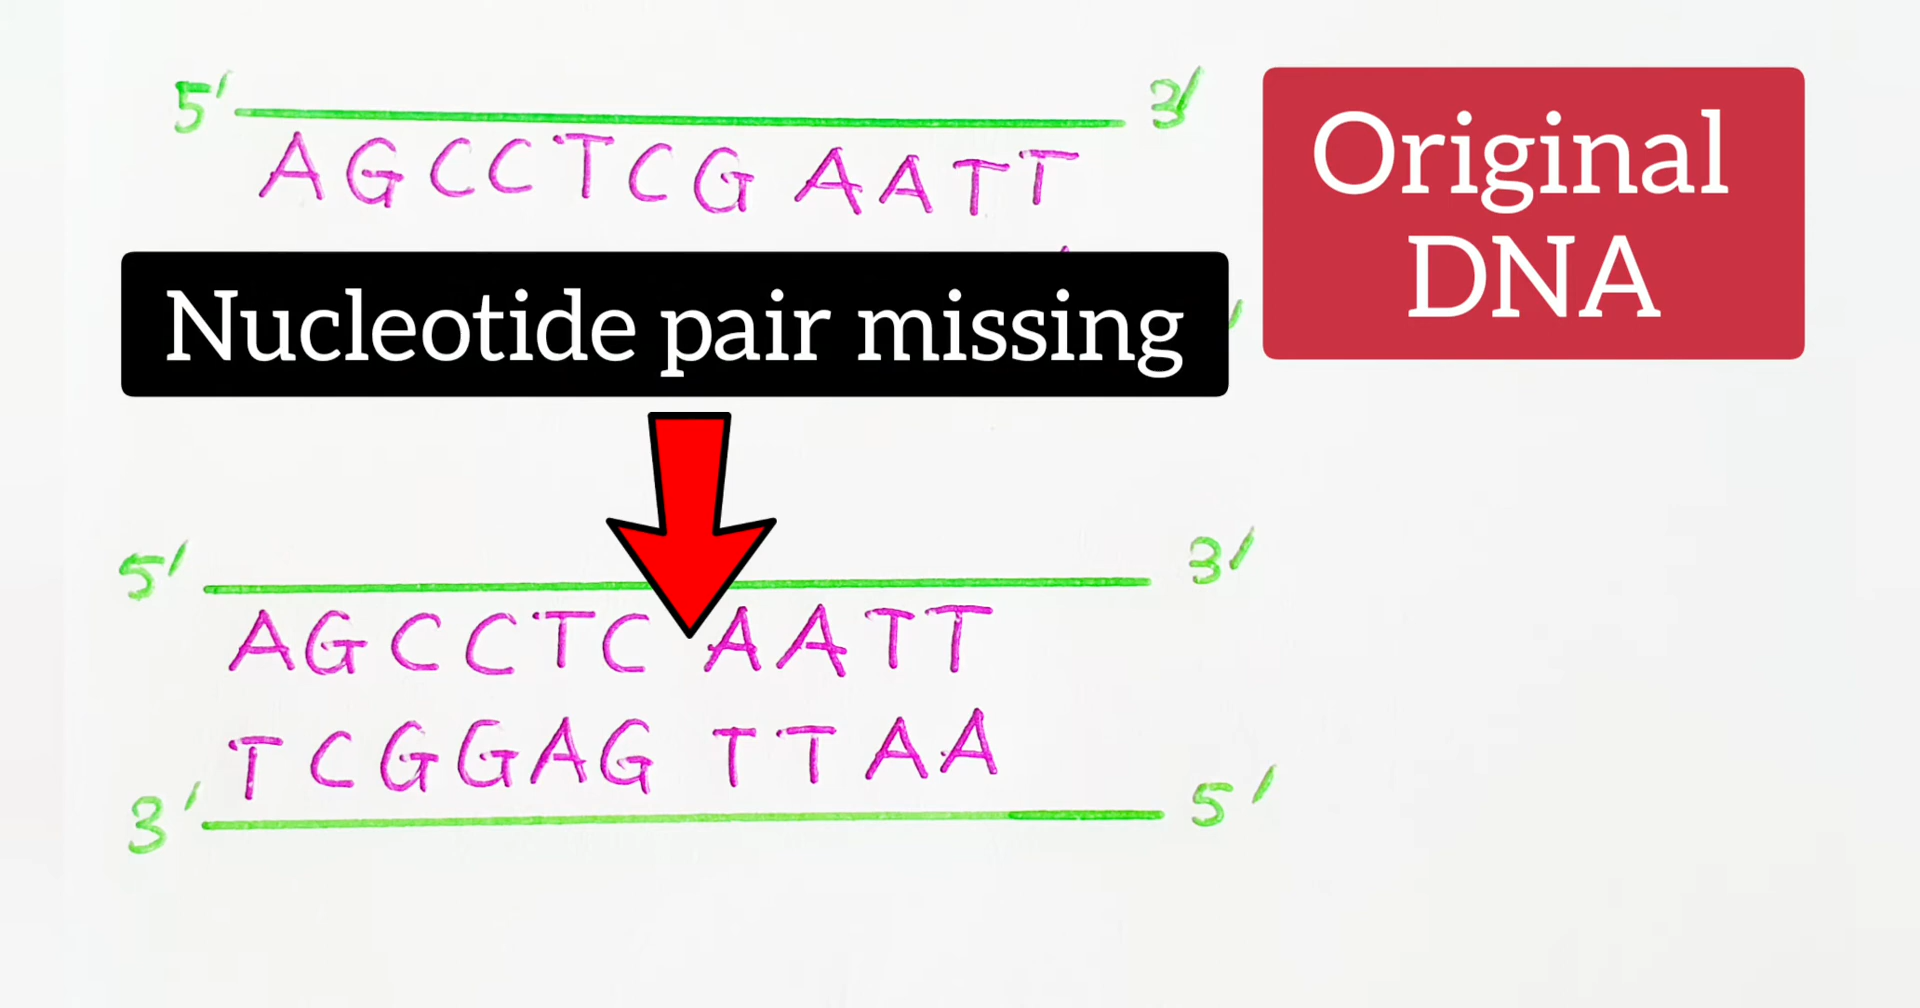 5' 3'
AGCCTCG AATT
Original
DNA
Nucleotide pair missing
5' 3'
AGCCTC AATT
TCGGAG TTAA
3' 5'